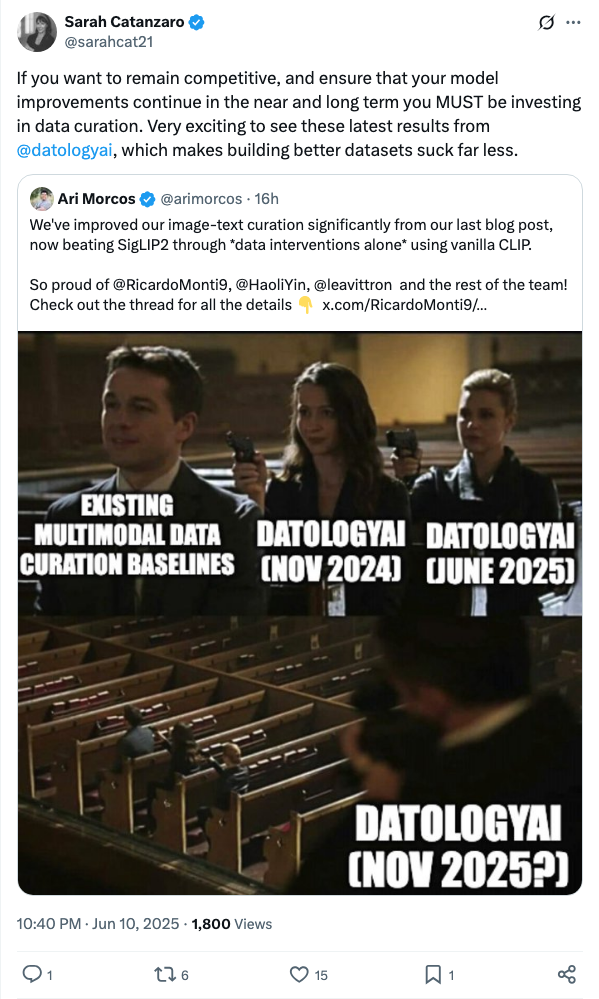 Sarah Catanzaro
@sarahcat21
If you want to remain competitive, and ensure that your model
improvements continue in the near and long term you MUST be investing
in data curation. Very exciting to see these latest results from
@datologyai, which makes building better datasets suck far less.
Ari Morcos @arimorcos · 16h
We've improved our image-text curation significantly from our last blog post,
now beating SigLIP2 through *data interventions alone* using vanilla CLIP.
So proud of @RicardoMonti9, @HaoliYin, @leavittron and the rest of the team!
Check out the thread for all the details 👇 x.com/RicardoMonti9/...
EXISTING
MULTIMODAL DATA
CURATION BASELINES
DATOLOGYAI
(NOV 2024)
DATOLOGYAI
(JUNE 2025)
DATOLOGYAI
(NOV 2025?)
10:40 PM · Jun 10, 2025 · 1,800 Views
1 6 15 1